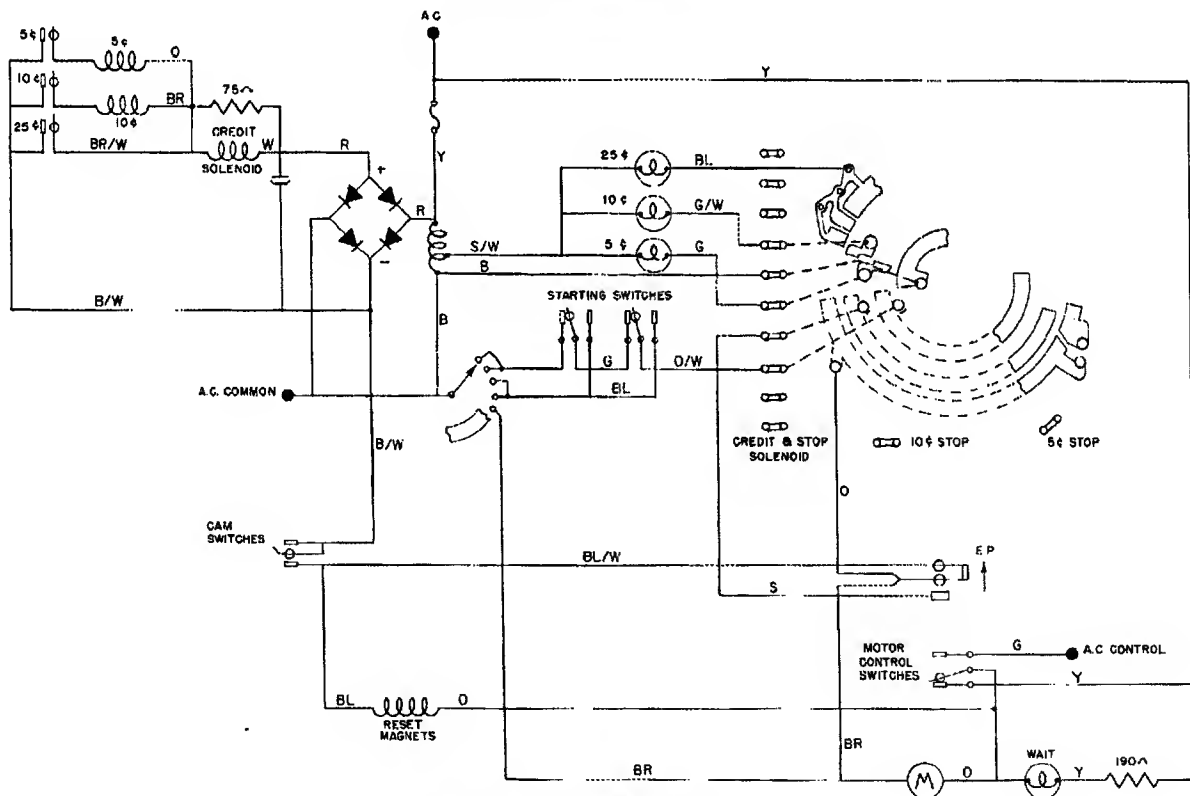 A.C.
5¢
5¢
O
10¢
BR
75Ω
10¢
25¢
BR/W
CREDIT
SOLENOID
W
R
+
R
-
Y
Y
25¢
BL
10¢
G/W
S/W
5¢
G
B
B/W
B
STARTING SWITCHES
G
O/W
BL
A.C. COMMON
B/W
CREDIT & STOP
SOLENOID
10¢ STOP
5¢ STOP
O
CAM
SWITCHES
BL/W
E P
S
MOTOR
CONTROL
SWITCHES
G
A.C CONTROL
Y
BL
RESET
MAGNETS
O
BR
BR
M
O
WAIT
Y
190Ω